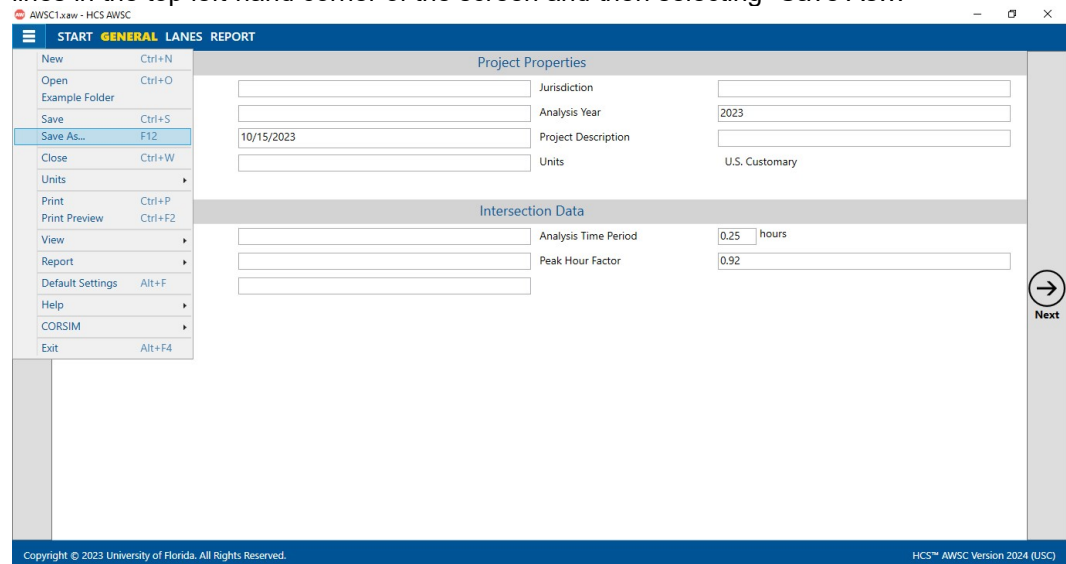 lines in the top left-hand corner of the screen and then selecting "Save As...
AWSC1.xaw - HCS AWSC
START GENERAL LANES REPORT
New Ctrl+N
Project Properties
Open Ctrl+O
Jurisdiction
Example Folder
Analysis Year 2023
Save Ctrl+S
Save As... F12
10/15/2023 Project Description
Close Ctrl+W
Units U.S. Customary
Units
Print Ctrl+P
Intersection Data
Print Preview Ctrl+F2
View
Analysis Time Period 0.25 hours
Report
Peak Hour Factor 0.92
Default Settings Alt+F
Help
Next
CORSIM
Exit Alt+F4
Copyright © 2023 University of Florida. All Rights Reserved. HCS™ AWSC Version 2024 (USC)